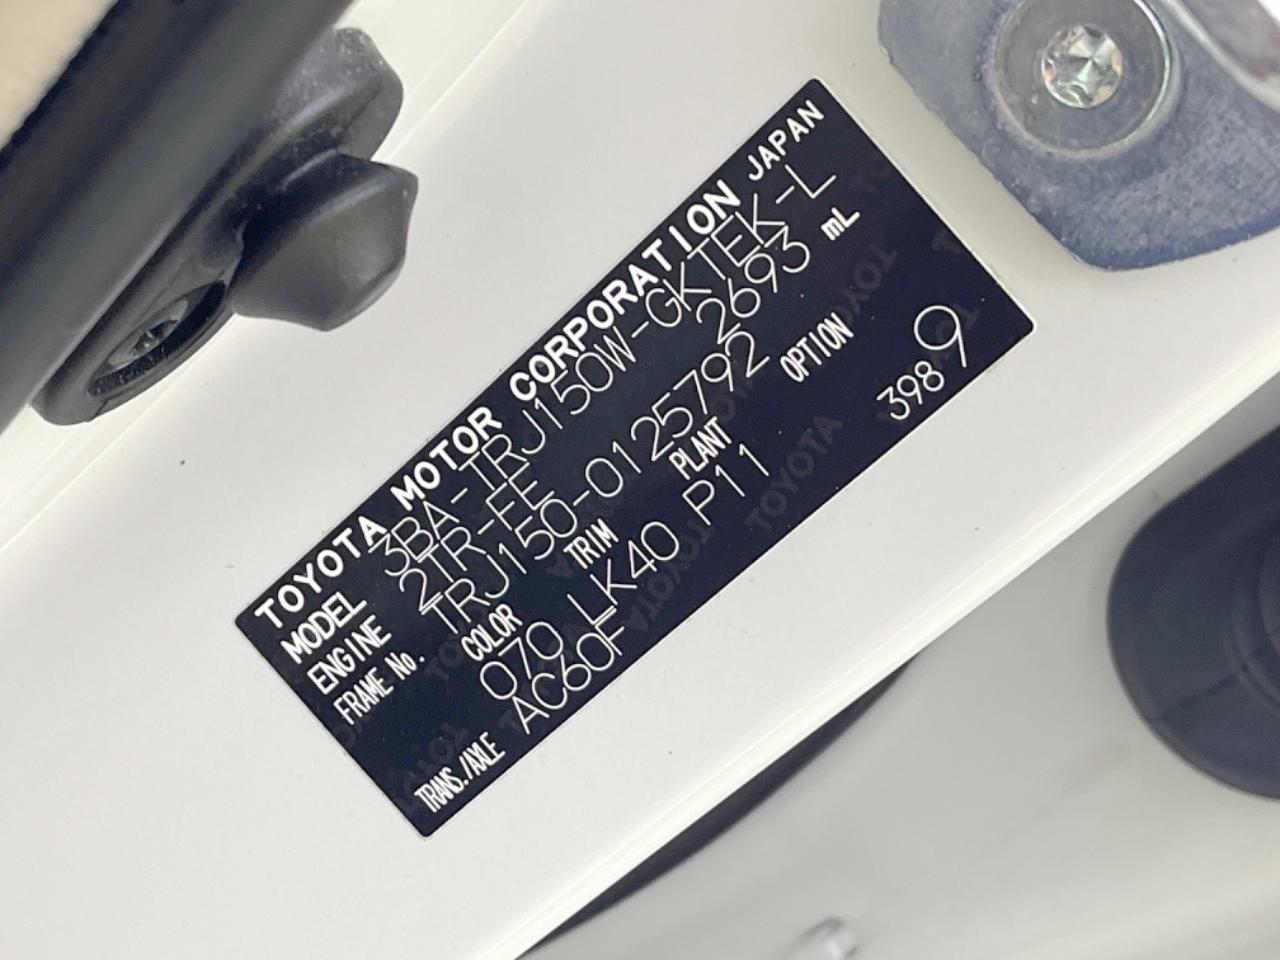 TOYOTA MOTOR CORPORATION JAPAN
MODEL 3BA-TRJ150W-GKTEK-L
ENGINE 2TR-FE 2693 mL
FRAME No. TRJ150-0125792
COLOR TRIM PLANT OPTION
070 LK40 P11 398 9
TRANS./AXLE AC60F